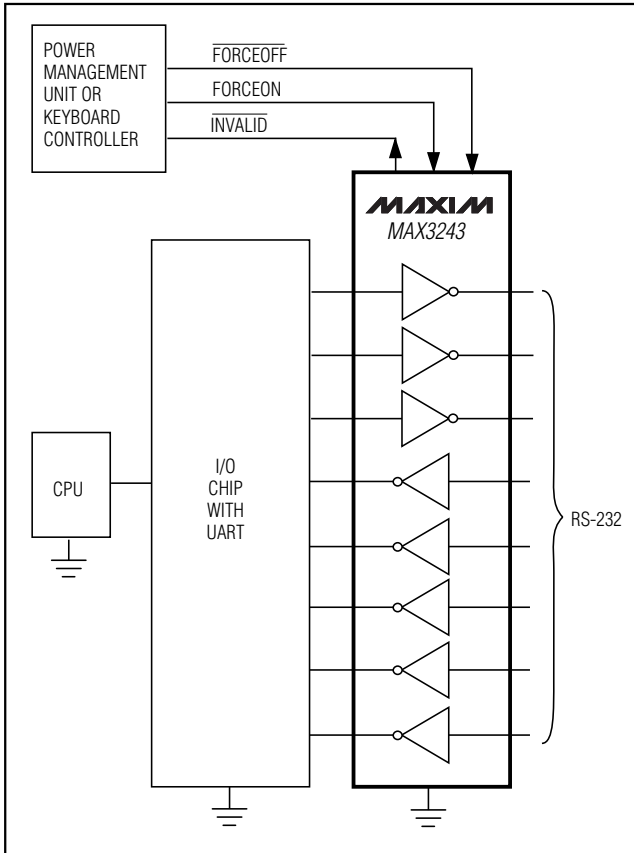 POWER
MANAGEMENT
UNIT OR
KEYBOARD
CONTROLLER
FORCEOFF
FORCEON
INVALID
MAXIM
MAX3243
CPU
I/O
CHIP
WITH
UART
RS-232